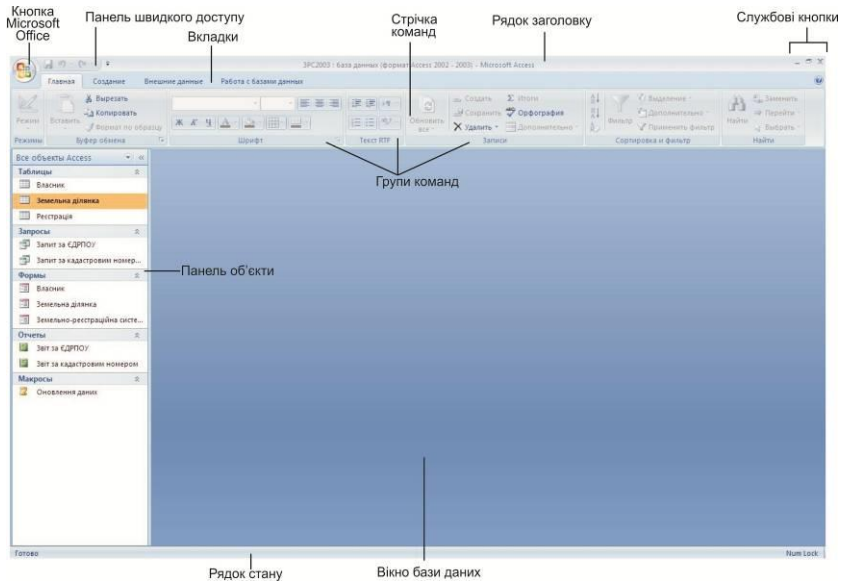 Кнопка
Microsoft
Office
Панель швидкого доступу
Вкладки
Стрічка
команд
Рядок заголовку
Службові кнопки
ЗРС2003 : база данных (формат Access 2002 - 2003) - Microsoft Access
Главная Создание Внешние данные Работа с базами данных
Режим
Вставить
Вырезать
Копировать
Формат по образцу
Ж К Ч
Обновить
все
Создать
Сохранить
Удалить
Итоги
Орфография
Дополнительно
Фильтр
Выделение
Дополнительно
Применить фильтр
Найти
Заменить
Перейти
Выбрать
Режимы Буфер обмена Шрифт Текст RTF Записи Сортировка и фильтр Найти
Групи команд
Все объекты Access
Таблицы
Власник
Земельна ділянка
Реєстрація
Запросы
Запит за ЄДРПОУ
Запит за кадастровим номер...
Формы
Власник
Земельна ділянка
Земельно-реєстраційна систе...
Отчеты
Звіт за ЄДРПОУ
Звіт за кадастровим номером
Макросы
Оновлення даних
Панель об’єкти
Готово
Num Lock
Рядок стану
Вікно бази даних